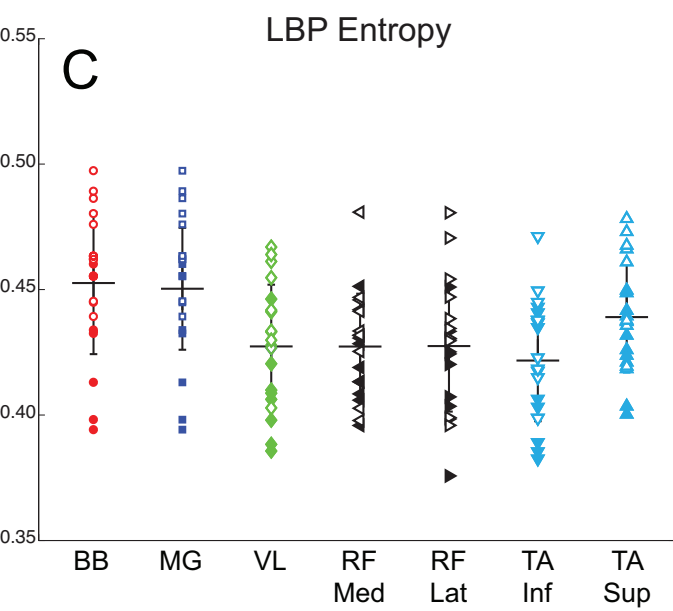 LBP Entropy
C
0.55
0.50
0.45
0.40
0.35
BB MG VL RF RF TA TA
Med Lat Inf Sup